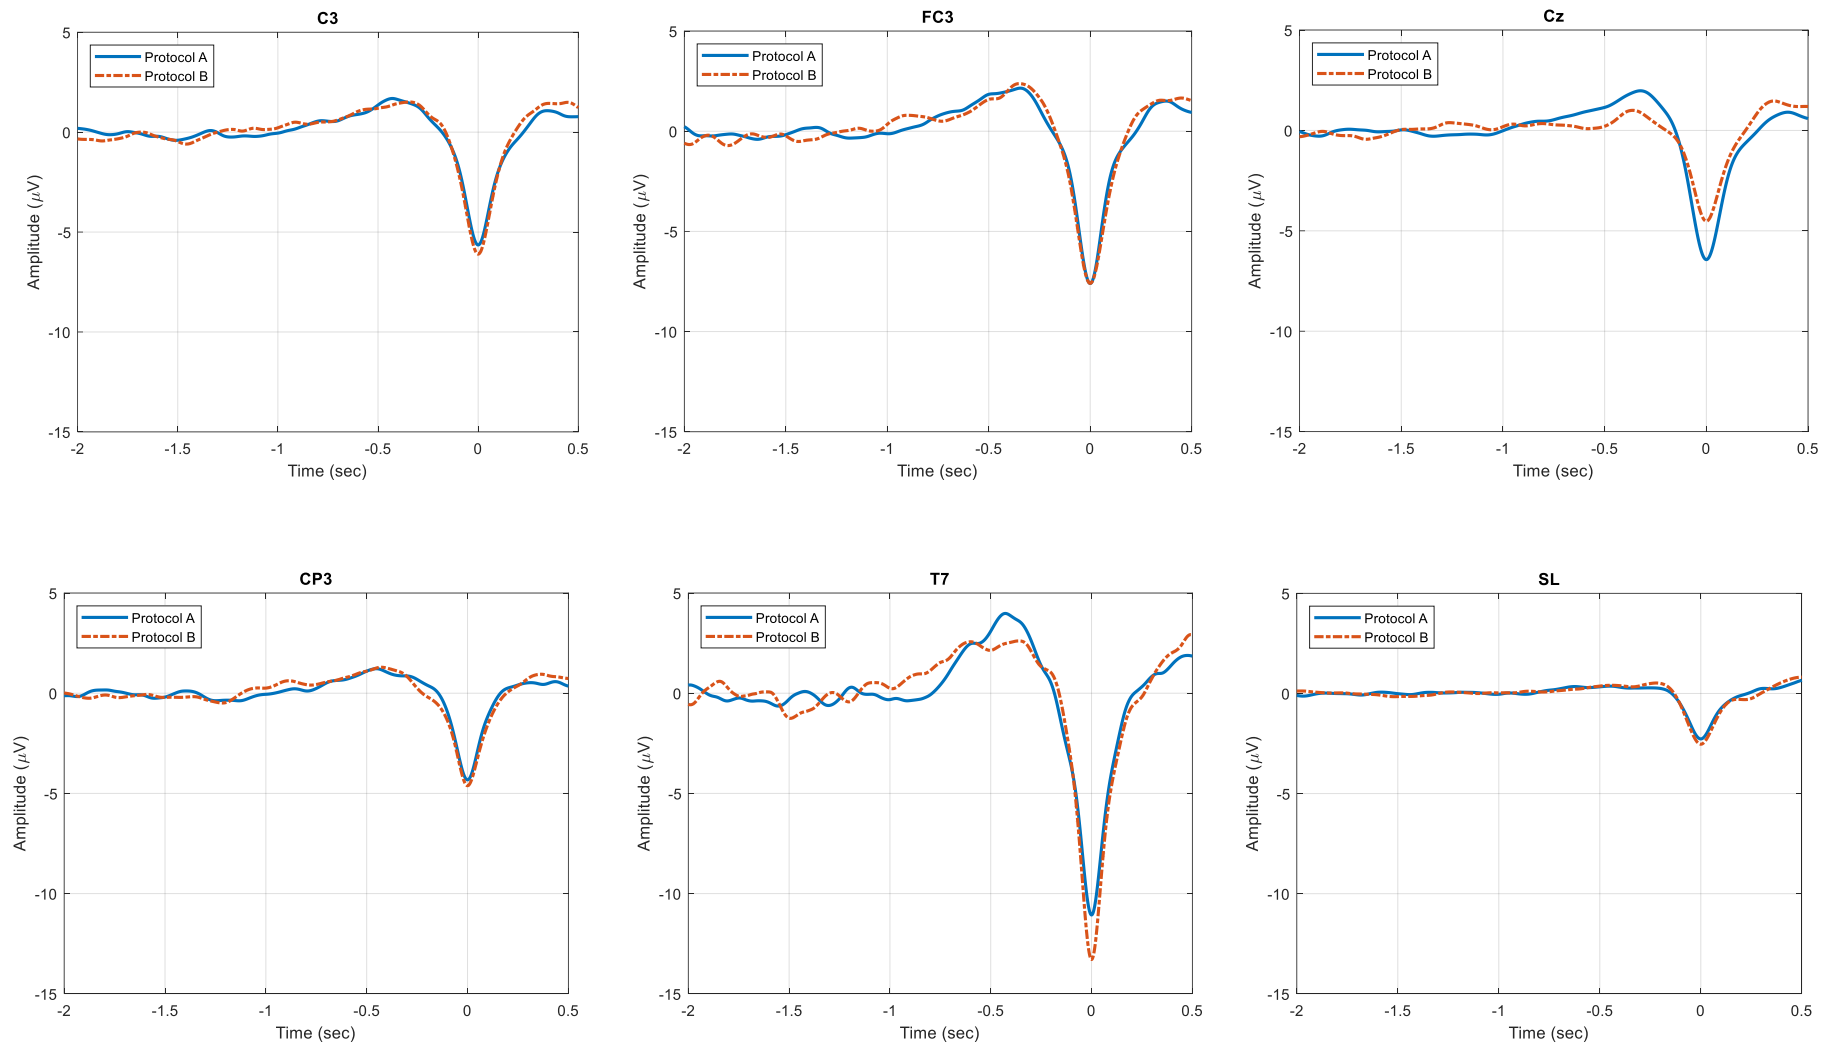 C3
Protocol A
Protocol B
5
0
-5
-10
-15
-2
-1.5
-1
-0.5
0
0.5
Amplitude (μV)
Time (sec)
FC3
Protocol A
Protocol B
5
0
-5
-10
-15
-2
-1.5
-1
-0.5
0
0.5
Amplitude (μV)
Time (sec)
Cz
Protocol A
Protocol B
5
0
-5
-10
-15
-2
-1.5
-1
-0.5
0
0.5
Amplitude (μV)
Time (sec)
CP3
Protocol A
Protocol B
5
0
-5
-10
-15
-2
-1.5
-1
-0.5
0
0.5
Amplitude (μV)
Time (sec)
T7
Protocol A
Protocol B
5
0
-5
-10
-15
-2
-1.5
-1
-0.5
0
0.5
Amplitude (μV)
Time (sec)
SL
Protocol A
Protocol B
5
0
-5
-10
-15
-2
-1.5
-1
-0.5
0
0.5
Amplitude (μV)
Time (sec)